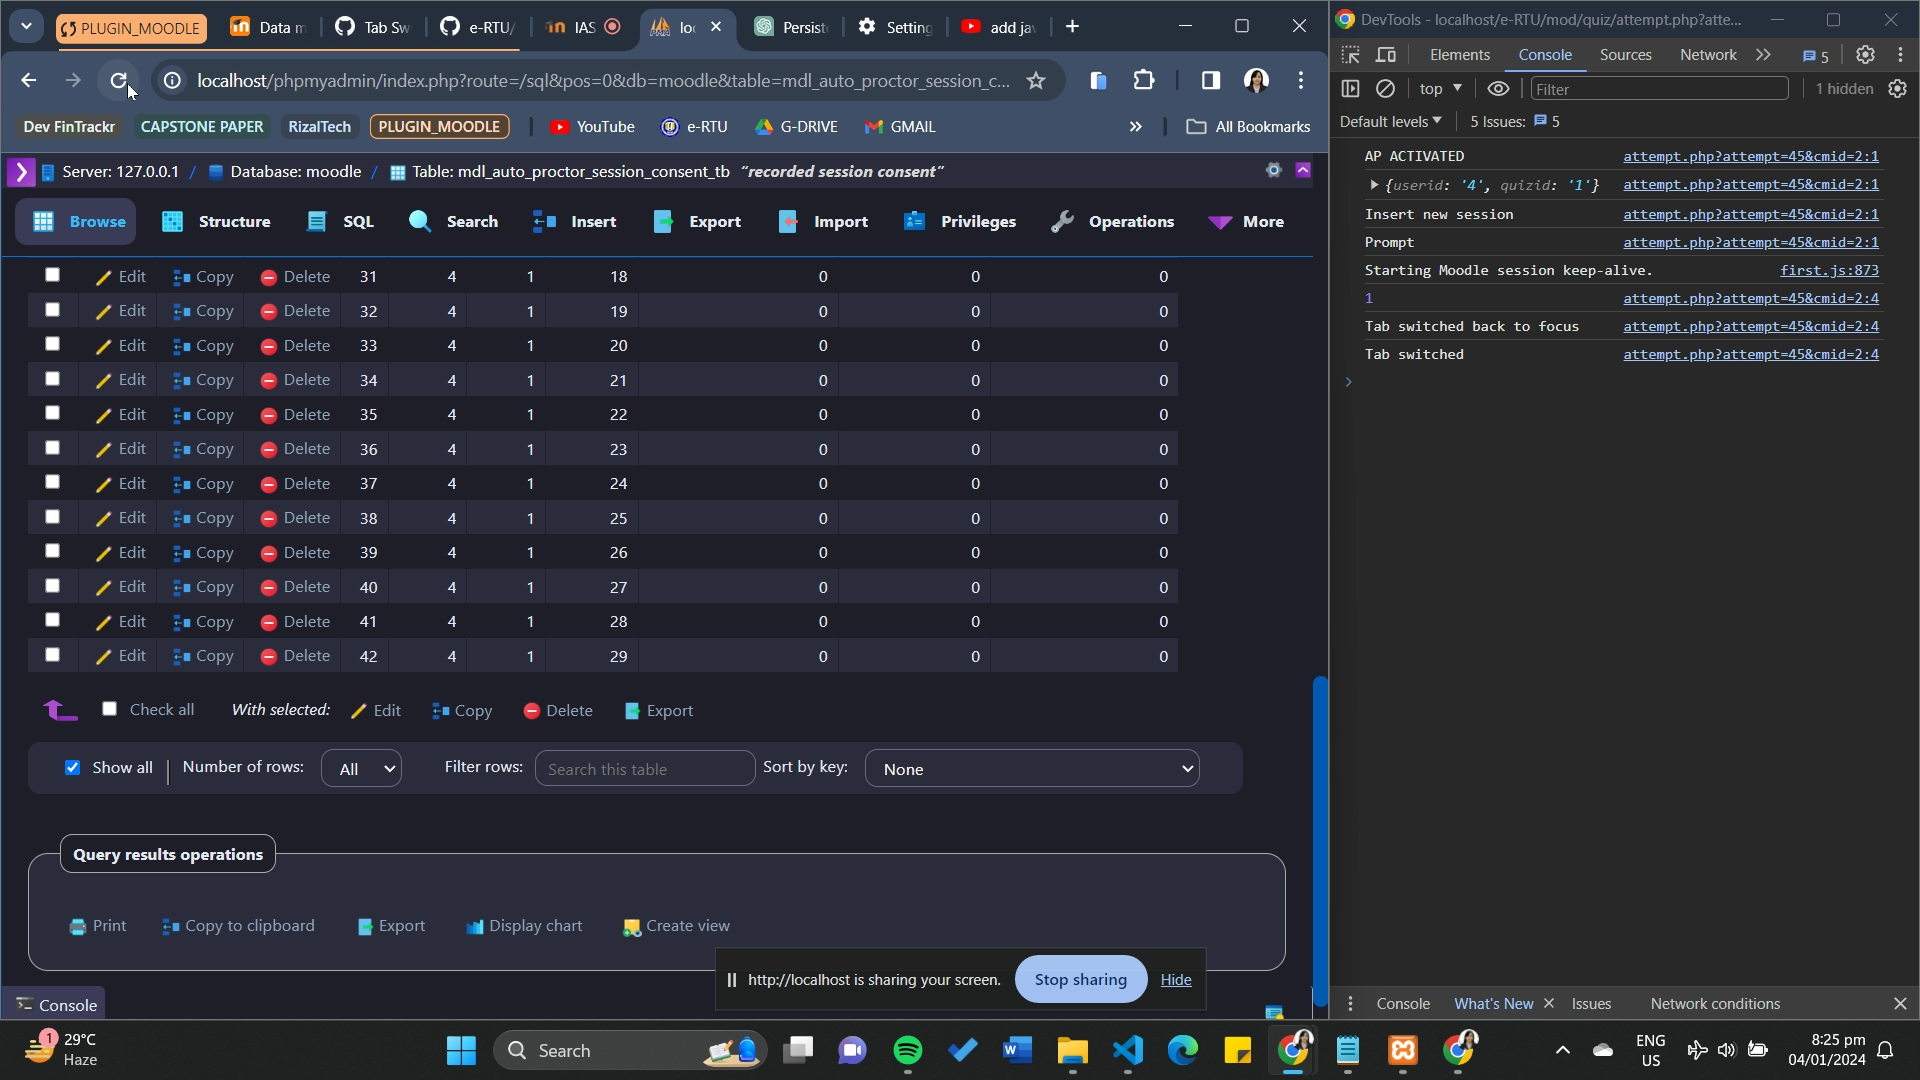 PLUGIN_MOODLE
Data m
Tab Sw
e-RTU/
IAS
loc
Persist
Setting
add ja
localhost/phpmyadmin/index.php?route=/sql&pos=0&db=moodle&table=mdl_auto_proctor_session_c...
Dev FinTrackr
CAPSTONE PAPER
RizalTech
PLUGIN_MOODLE
YouTube
e-RTU
G-DRIVE
GMAIL
All Bookmarks
Server: 127.0.0.1 / Database: moodle / Table: mdl_auto_proctor_session_consent_tb "recorded session consent"
Browse Structure SQL Search Insert Export Import Privileges Operations More
Edit Copy Delete 31 4 1 18 0 0 0
Edit Copy Delete 32 4 1 19 0 0 0
Edit Copy Delete 33 4 1 20 0 0 0
Edit Copy Delete 34 4 1 21 0 0 0
Edit Copy Delete 35 4 1 22 0 0 0
Edit Copy Delete 36 4 1 23 0 0 0
Edit Copy Delete 37 4 1 24 0 0 0
Edit Copy Delete 38 4 1 25 0 0 0
Edit Copy Delete 39 4 1 26 0 0 0
Edit Copy Delete 40 4 1 27 0 0 0
Edit Copy Delete 41 4 1 28 0 0 0
Edit Copy Delete 42 4 1 29 0 0 0
Check all With selected: Edit Copy Delete Export
Show all Number of rows: All Filter rows: Search this table Sort by key: None
Query results operations
Print Copy to clipboard Export Display chart Create view
http://localhost is sharing your screen. Stop sharing Hide
Console
DevTools - localhost/e-RTU/mod/quiz/attempt.php?atte...
Elements Console Sources Network 5
top Filter 1 hidden
Default levels 5 Issues: 5
AP ACTIVATED attempt.php?attempt=45&cmid=2:1
{userid: '4', quizid: '1'} attempt.php?attempt=45&cmid=2:1
Insert new session attempt.php?attempt=45&cmid=2:1
Prompt attempt.php?attempt=45&cmid=2:1
Starting Moodle session keep-alive. first.js:873
1 attempt.php?attempt=45&cmid=2:4
Tab switched back to focus attempt.php?attempt=45&cmid=2:4
Tab switched attempt.php?attempt=45&cmid=2:4
Console What's New Issues Network conditions
1
29°C
Haze
Search
ENG
US
8:25 pm
04/01/2024